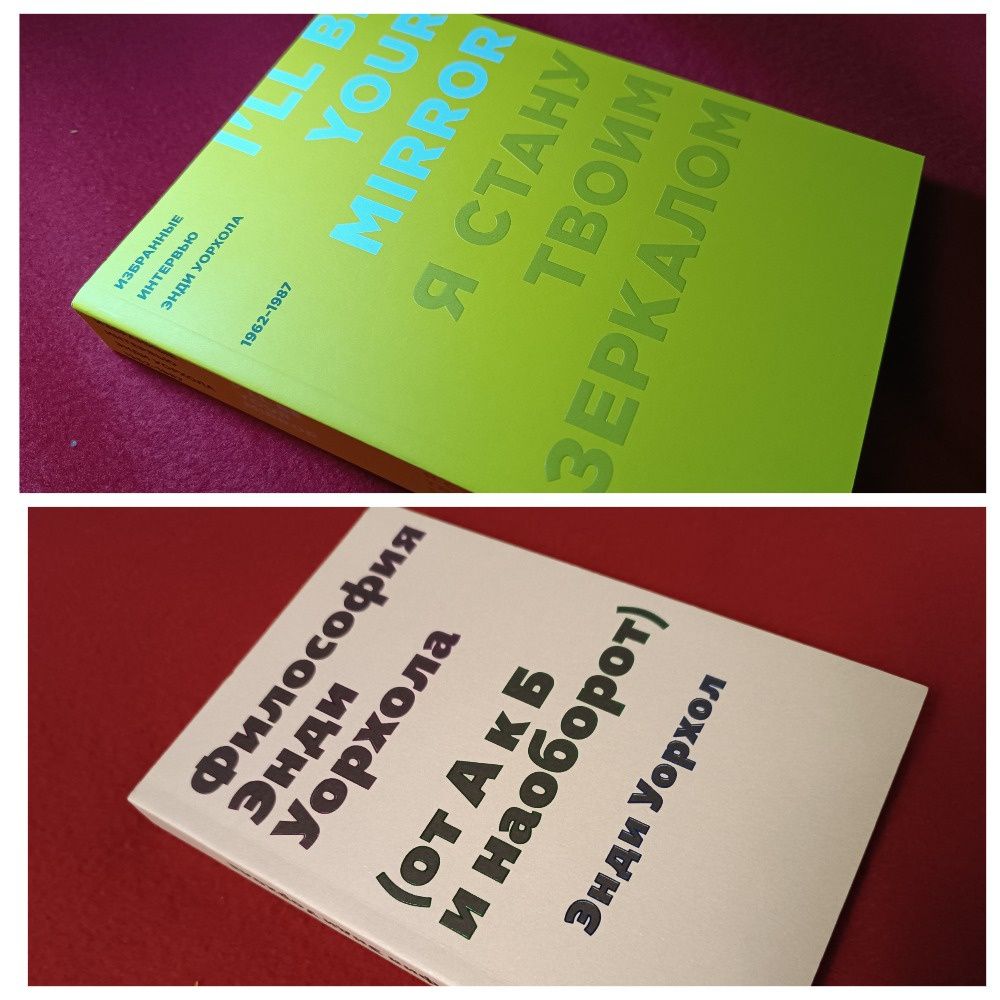 I'LL BE
YOUR
MIRROR
Я СТАНУ
ТВОИМ
ЗЕРКАЛОМ
ИЗБРАННЫЕ
ИНТЕРВЬЮ
ЭНДИ УОРХОЛА
1962–1987
Философия
Энди
Уорхола
(от А к Б
и наоборот)
Энди Уорхол